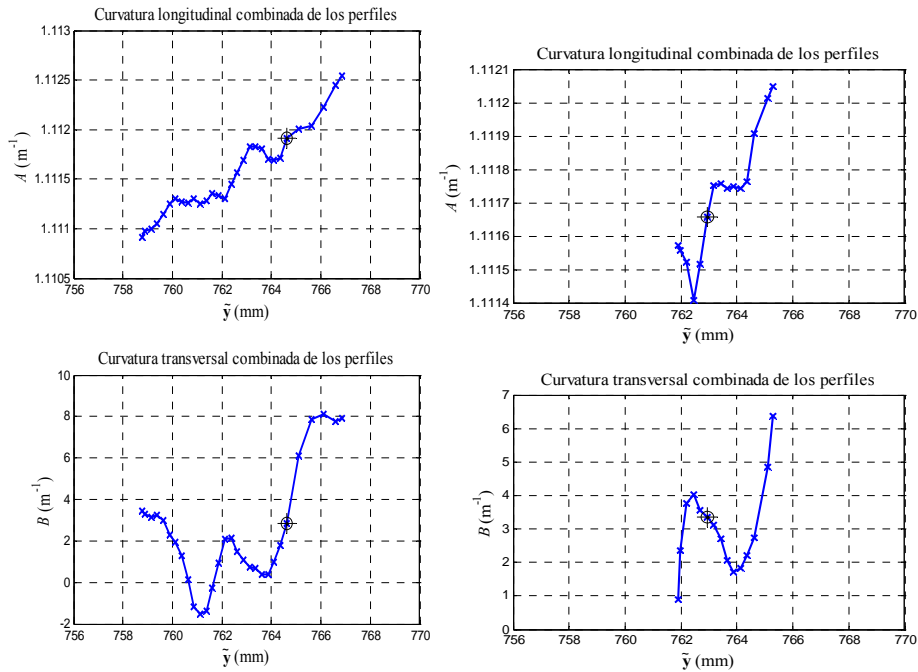 Curvatura longitudinal combinada de los perfiles
1.113
1.1125
1.112
1.1115
1.111
1.1105
A (m⁻¹)
756 758 760 762 764 766 768 770
ỹ (mm)
Curvatura longitudinal combinada de los perfiles
1.1121
1.112
1.1119
1.1118
1.1117
1.1116
1.1115
1.1114
A (m⁻¹)
756 758 760 762 764 766 768 770
ỹ (mm)
Curvatura transversal combinada de los perfiles
10
8
6
4
2
0
-2
B (m⁻¹)
756 758 760 762 764 766 768 770
ỹ (mm)
Curvatura transversal combinada de los perfiles
7
6
5
4
3
2
1
0
B (m⁻¹)
756 758 760 762 764 766 768 770
ỹ (mm)